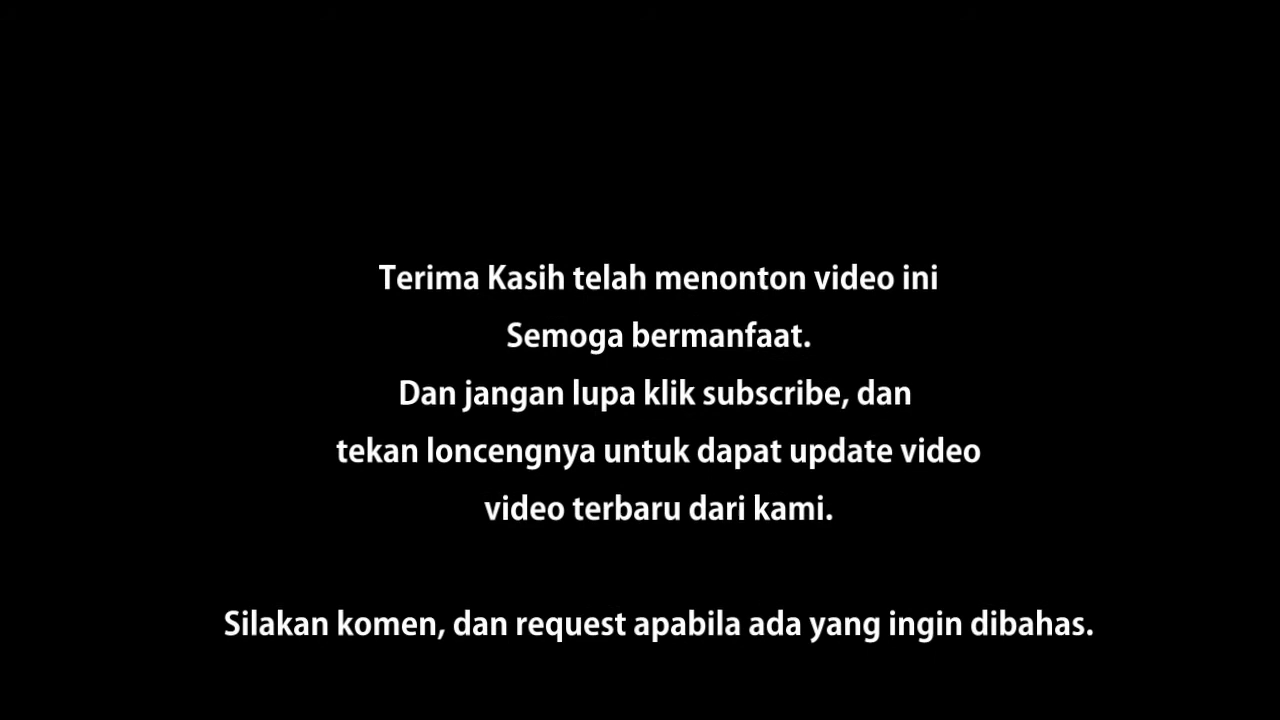 Terima Kasih telah menonton video ini
Semoga bermanfaat.
Dan jangan lupa klik subscribe, dan
tekan loncengnya untuk dapat update video
video terbaru dari kami.
Silakan komen, dan request apabila ada yang ingin dibahas.